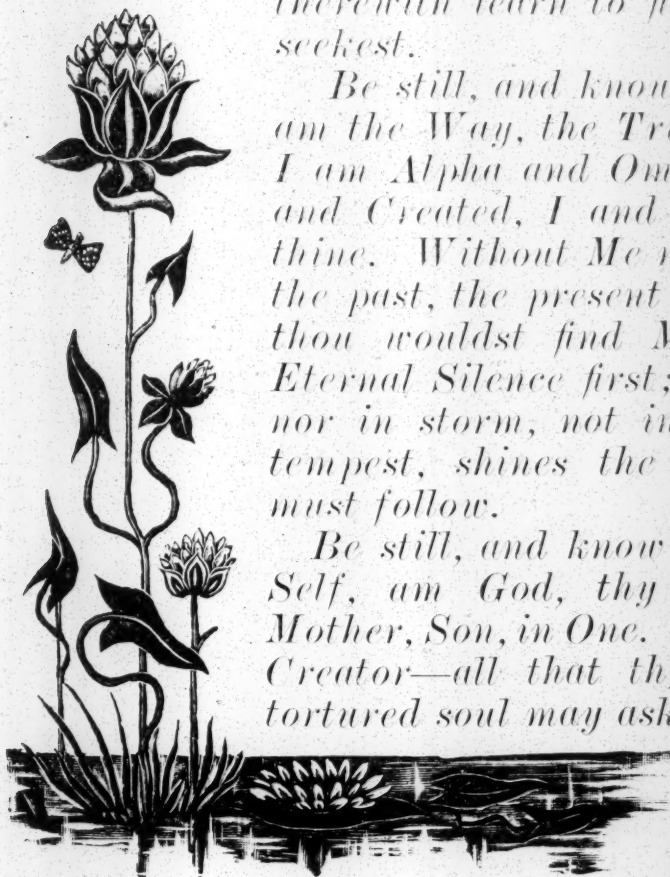 therewith learn to
seekest.
Be still, and know
am the Way, the
I am Alpha and
and Created, I and
thine. Without Me
the past, the present
thou wouldst find
Eternal Silence first;
nor in storm, not in
tempest, shines the
must follow.
Be still, and know
Self, am God, thy
Mother, Son, in One.
Creator—all that
tortured soul may ask